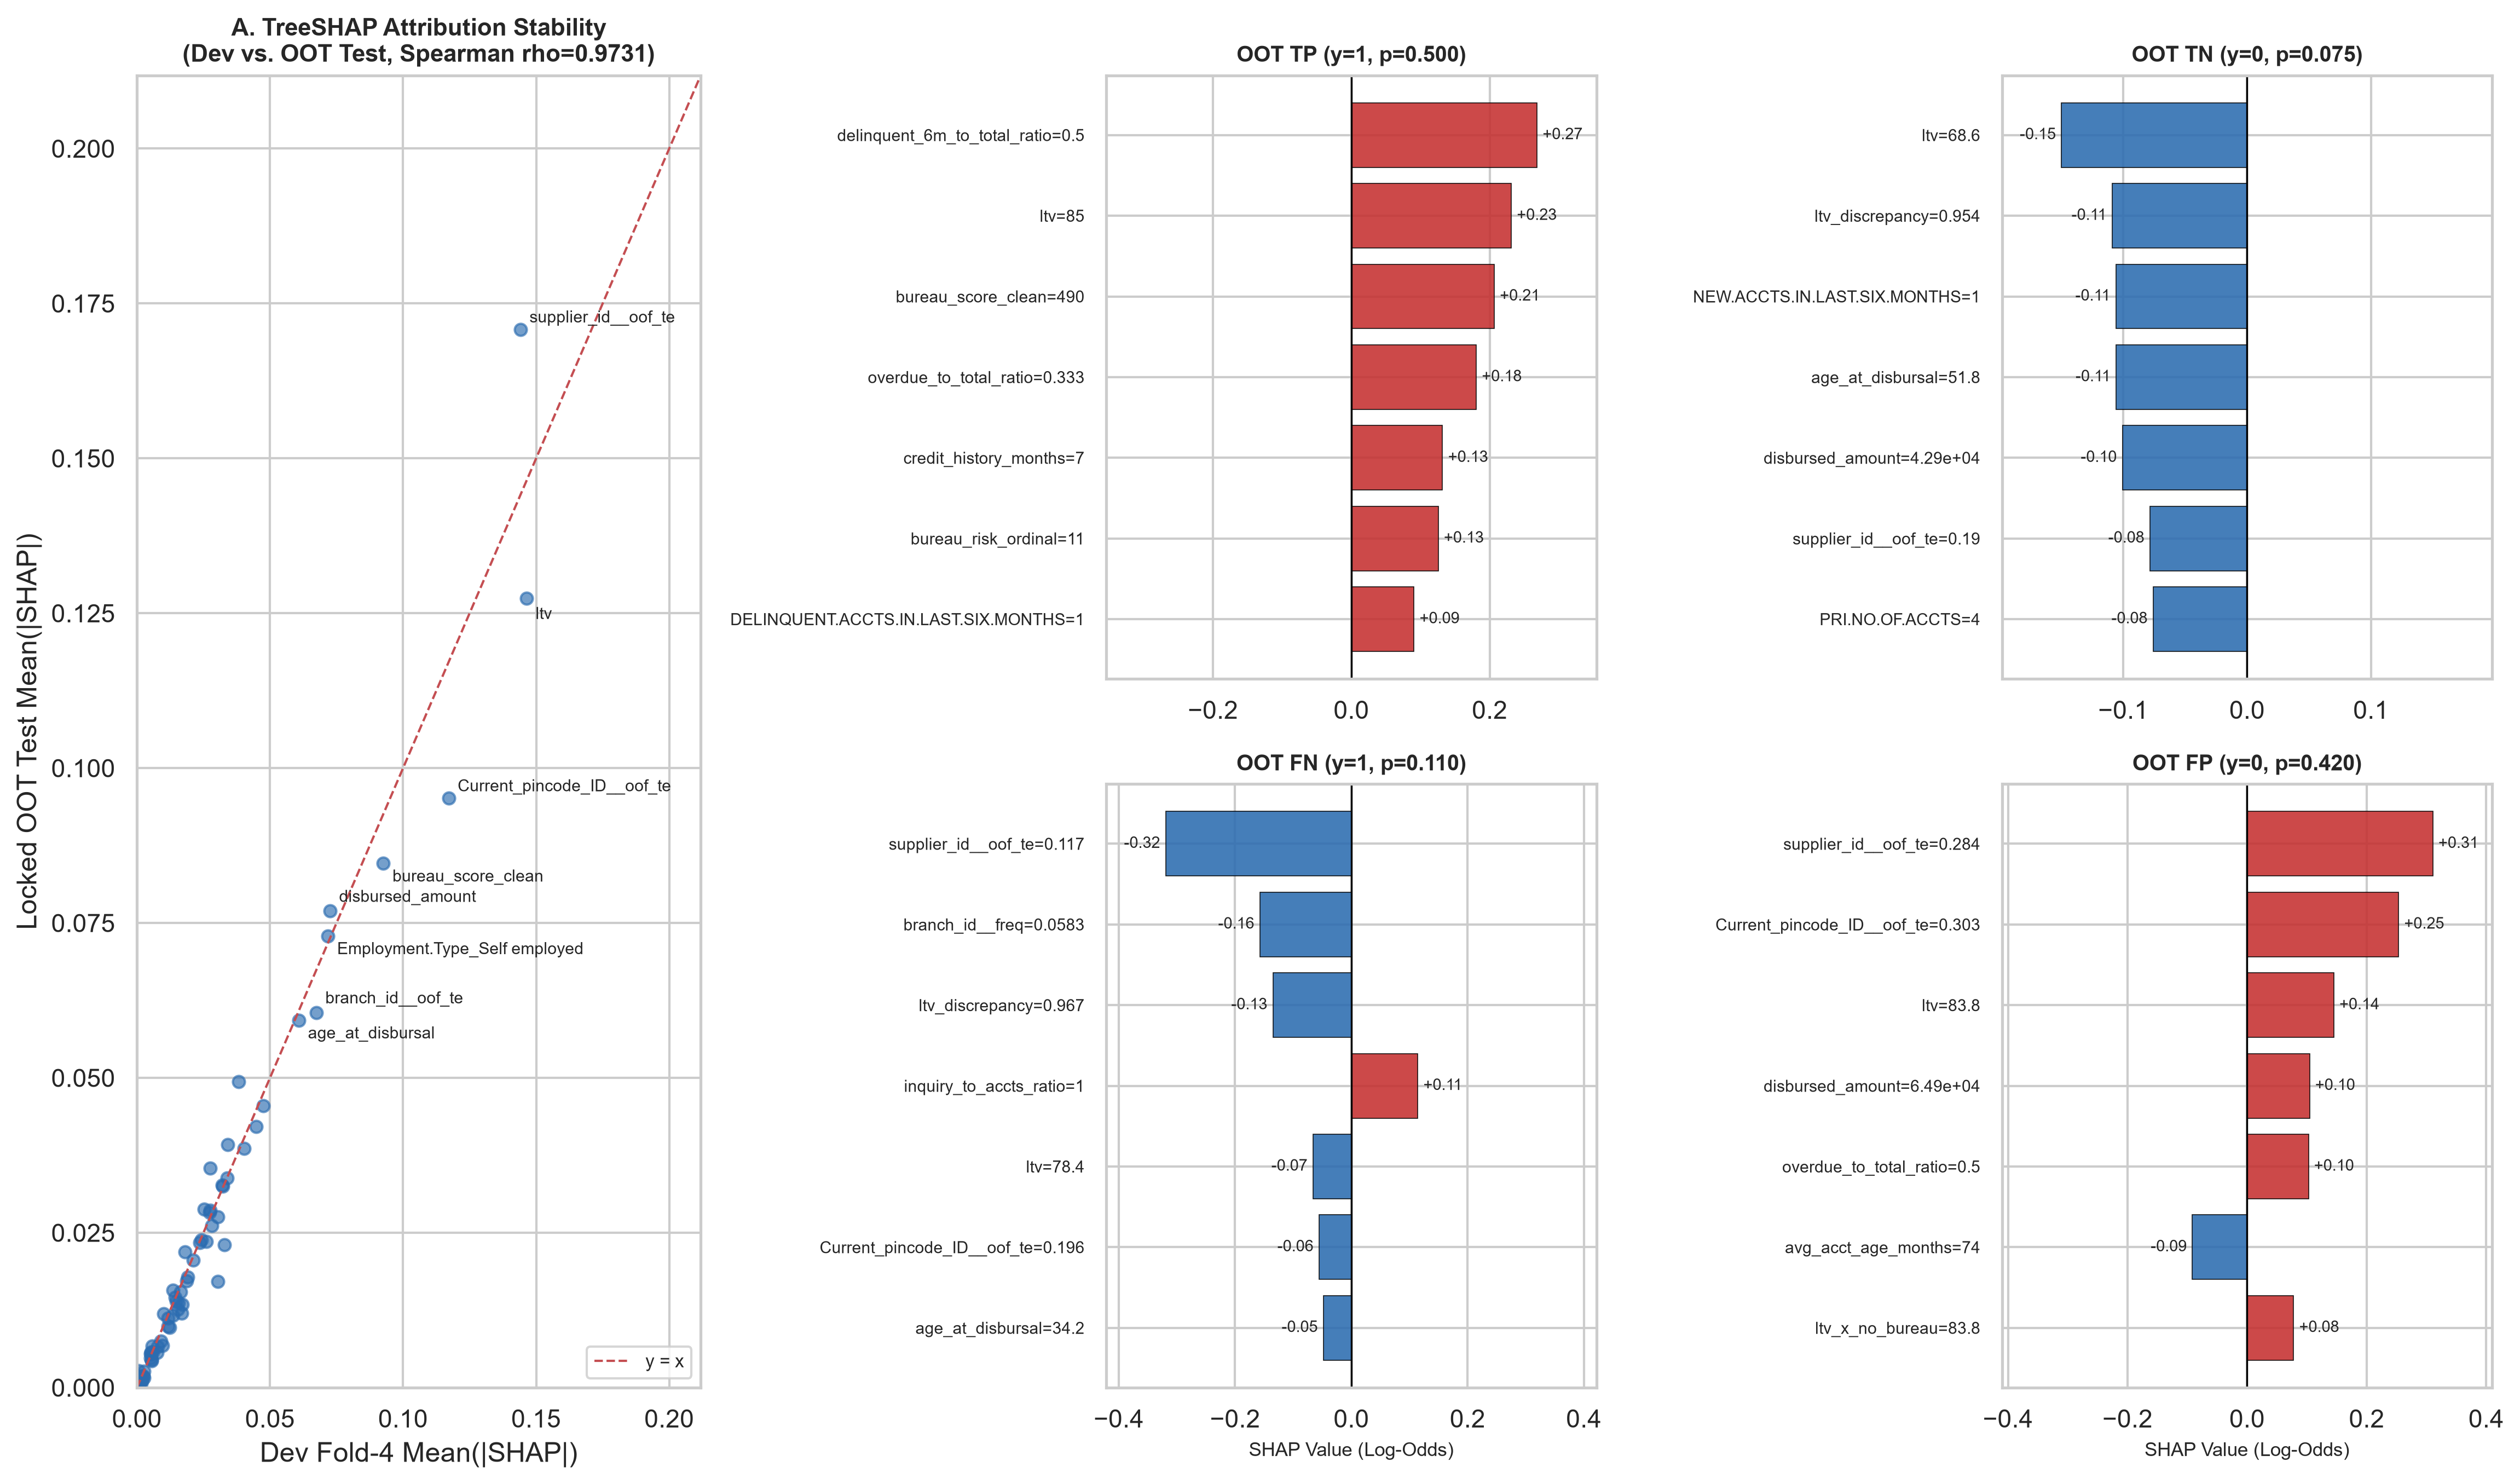 A. TreeSHAP Attribution Stability
(Dev vs. OOT Test, Spearman rho=0.9731)
Locked OOT Test Mean(|SHAP|)
0.200
0.175
0.150
0.125
0.100
0.075
0.050
0.025
0.000
supplier_id__oof_te
ltv
Current_pincode_ID__oof_te
bureau_score_clean
disbursed_amount
Employment.Type_Self employed
branch_id__oof_te
age_at_disbursal
y = x
0.00 0.05 0.10 0.15 0.20
Dev Fold-4 Mean(|SHAP|)
OOT TP (y=1, p=0.500)
delinquent_6m_to_total_ratio=0.5 +0.27
ltv=85 +0.23
bureau_score_clean=490 +0.21
overdue_to_total_ratio=0.333 +0.18
credit_history_months=7 +0.13
bureau_risk_ordinal=11 +0.13
DELINQUENT.ACCTS.IN.LAST.SIX.MONTHS=1 +0.09
−0.2 0.0 0.2
OOT TN (y=0, p=0.075)
ltv=68.6 -0.15
ltv_discrepancy=0.954 -0.11
NEW.ACCTS.IN.LAST.SIX.MONTHS=1 -0.11
age_at_disbursal=51.8 -0.11
disbursed_amount=4.29e+04 -0.10
supplier_id__oof_te=0.19 -0.08
PRI.NO.OF.ACCTS=4 -0.08
−0.1 0.0 0.1
OOT FN (y=1, p=0.110)
supplier_id__oof_te=0.117 -0.32
branch_id__freq=0.0583 -0.16
ltv_discrepancy=0.967 -0.13
inquiry_to_accts_ratio=1 +0.11
ltv=78.4 -0.07
Current_pincode_ID__oof_te=0.196 -0.06
age_at_disbursal=34.2 -0.05
−0.4 −0.2 0.0 0.2 0.4
SHAP Value (Log-Odds)
OOT FP (y=0, p=0.420)
supplier_id__oof_te=0.284 +0.31
Current_pincode_ID__oof_te=0.303 +0.25
ltv=83.8 +0.14
disbursed_amount=6.49e+04 +0.10
overdue_to_total_ratio=0.5 +0.10
avg_acct_age_months=74 -0.09
ltv_x_no_bureau=83.8 +0.08
−0.4 −0.2 0.0 0.2 0.4
SHAP Value (Log-Odds)